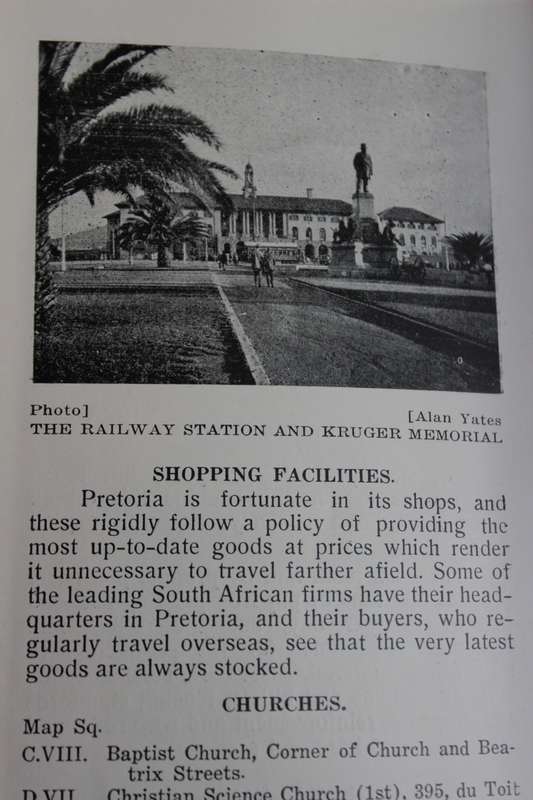 Photo]
[Alan Yates
THE RAILWAY STATION AND KRUGER MEMORIAL
SHOPPING FACILITIES.
Pretoria is fortunate in its shops, and
these rigidly follow a policy of providing the
most up-to-date goods at prices which render
it unnecessary to travel farther afield. Some of
the leading South African firms have their head-
quarters in Pretoria, and their buyers, who re-
gularly travel overseas, see that the very latest
goods are always stocked.
CHURCHES.
Map Sq.
C.VIII. Baptist Church, Corner of Church and Bea-
trix Streets.
D.VII. Christian Science Church (1st), 395, du Toit